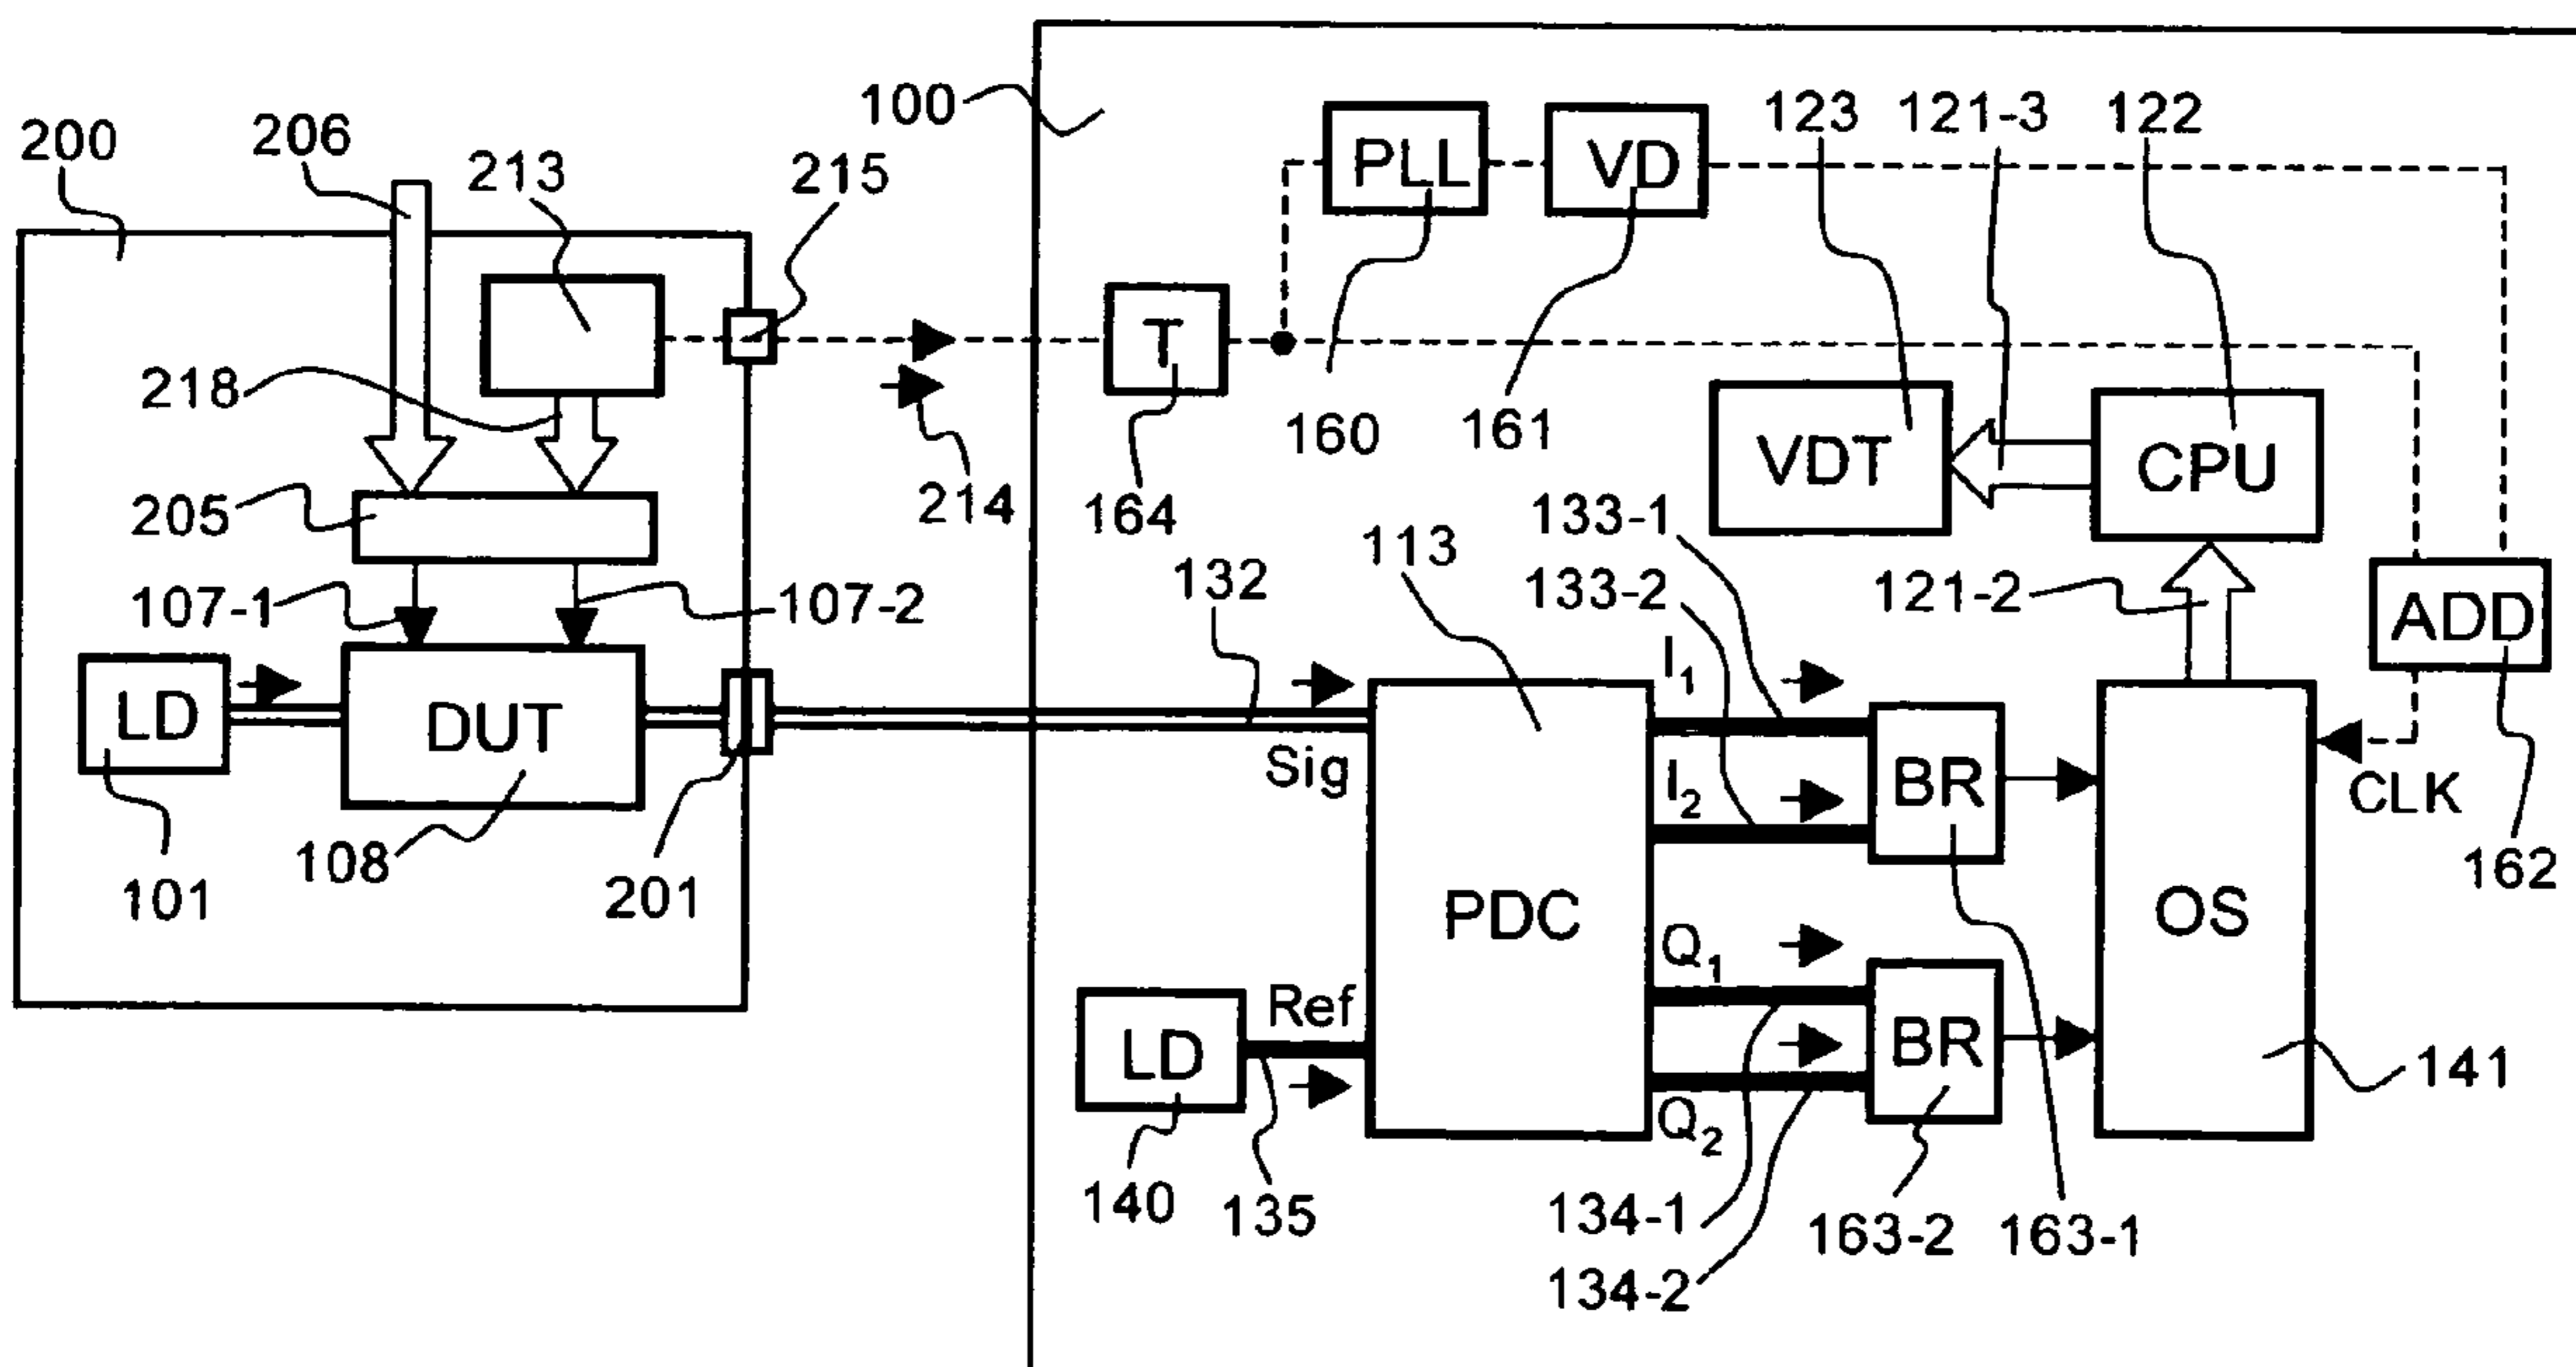 100
123
121-3
122
200
206
213
215
PLL
VD
T
218
214
164
160
161
VDT
CPU
205
133-1
113
133-2
132
121-2
ADD
107-1
107-2
I1
LD
DUT
Sig
I2
BR
CLK
108
101
201
162
PDC
OS
Q1
Ref
LD
BR
141
Q2
140
135
134-1
163-2
163-1
134-2